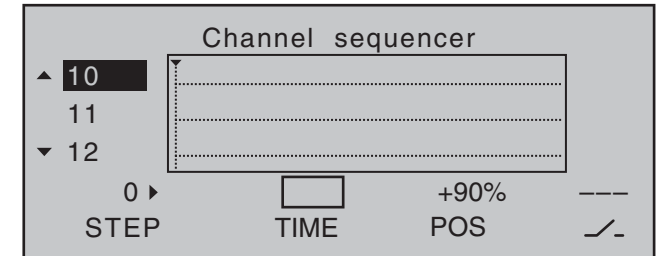 Channel sequencer
10
11
12
0 +90% ---
STEP TIME POS